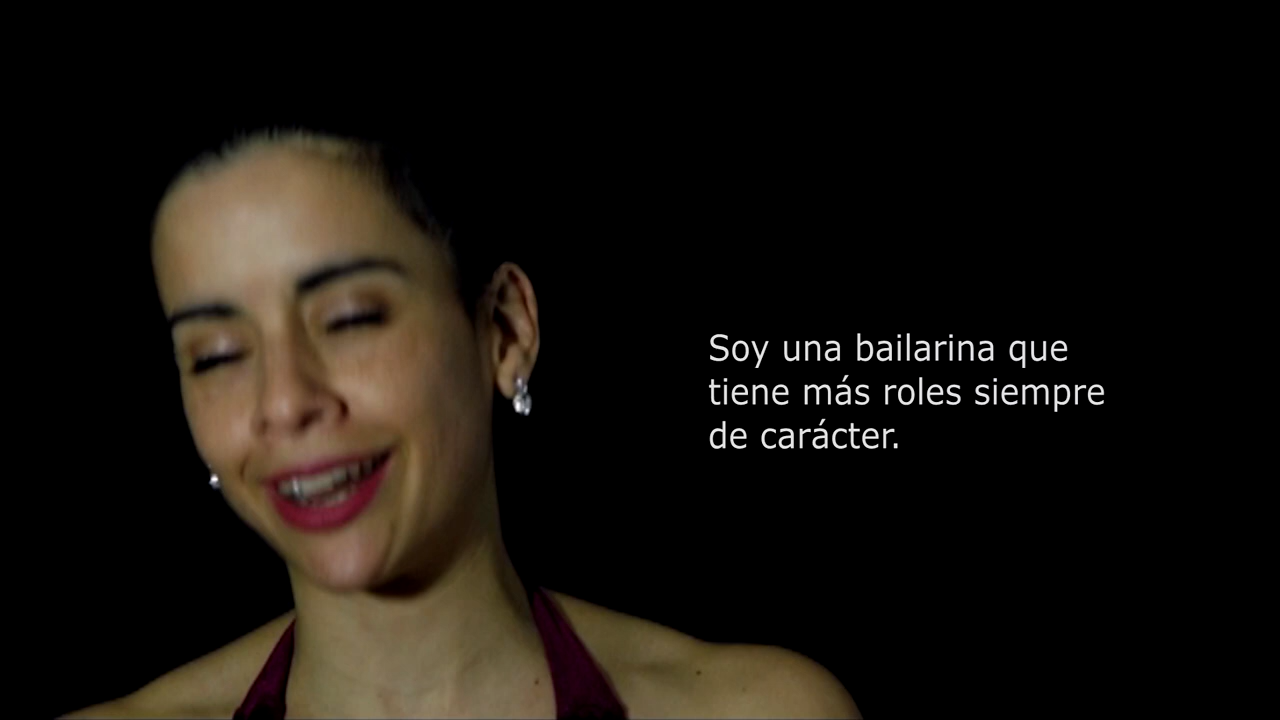 Soy una bailarina que
tiene más roles siempre
de carácter.